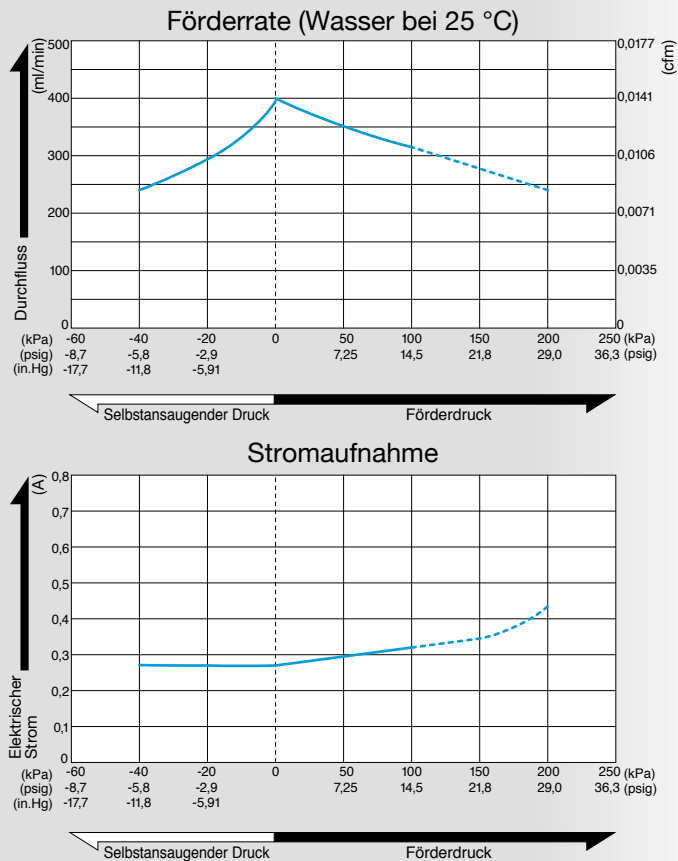 Förderrate (Wasser bei 25 °C)
500
400
300
200
100
0
(ml/min)
Durchfluss
0,0177
0,0141
0,0106
0,0071
0,0035
0
(cfm)
(kPa) -60 -40 -20 0 50 100 150 200 250 (kPa)
(psig) -8,7 -5,8 -2,9 7,25 14,5 21,8 29,0 36,3 (psig)
(in.Hg) -17,7 -11,8 -5,91
Selbstansaugender Druck Förderdruck
Stromaufnahme
0,8
0,7
0,6
0,5
0,4
0,3
0,2
0,1
0
(A)
Elektrischer
Strom
(kPa) -60 -40 -20 0 50 100 150 200 250 (kPa)
(psig) -8,7 -5,8 -2,9 7,25 14,5 21,8 29,0 36,3 (psig)
(in.Hg) -17,7 -11,8 -5,91
Selbstansaugender Druck Förderdruck